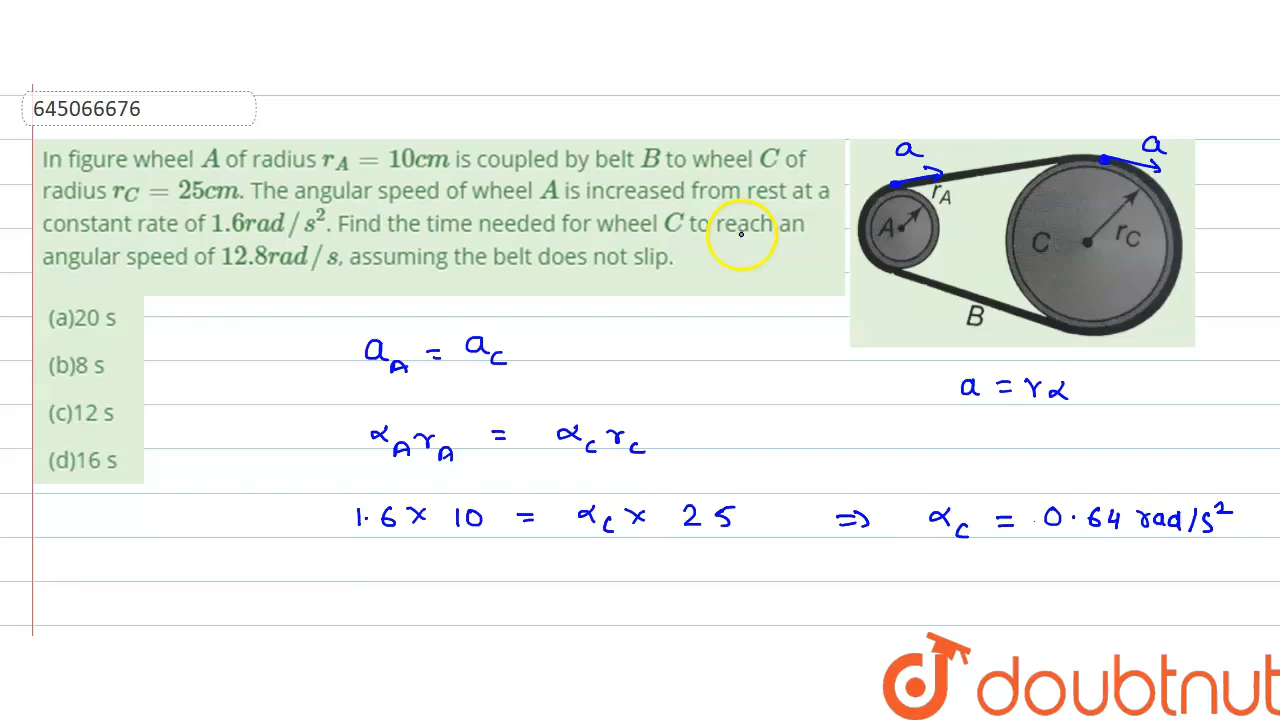 645066676
In figure wheel A of radius r_A = 10cm is coupled by belt B to wheel C of
radius r_C = 25cm. The angular speed of wheel A is increased from rest at a
constant rate of 1.6rad/s². Find the time needed for wheel C to reach an
angular speed of 12.8rad/s, assuming the belt does not slip.
(a)20 s
(b)8 s
(c)12 s
(d)16 s
a
a
r_A
A
C
r_C
B
a_A = a_C
a = rα
α_A r_A = α_C r_C
1.6 × 10 = α_C × 25 ⇒ α_C = 0.64 rad/s²
doubtnut